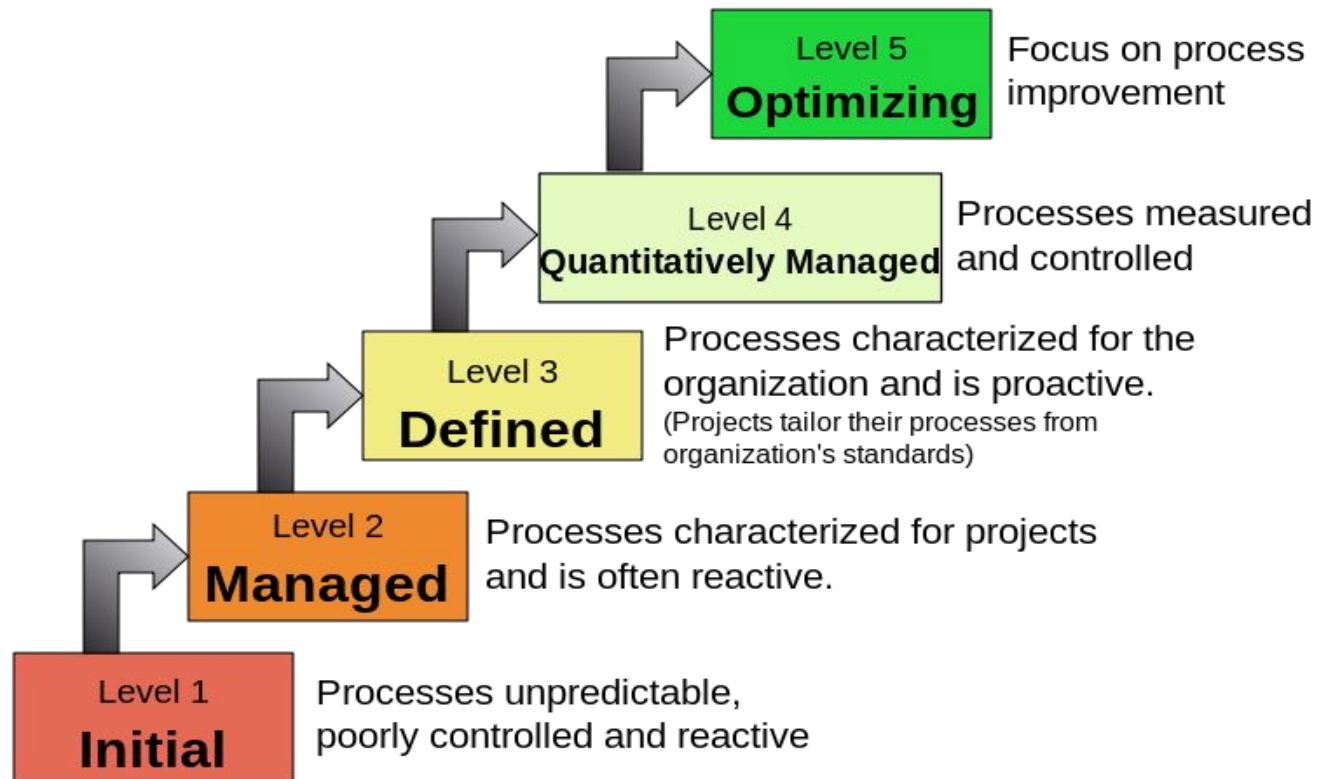 Level 5
Optimizing
Focus on process
improvement
Level 4
Quantitatively Managed
Processes measured
and controlled
Level 3
Defined
Processes characterized for the
organization and is proactive.
(Projects tailor their processes from
organization's standards)
Level 2
Managed
Processes characterized for projects
and is often reactive.
Level 1
Initial
Processes unpredictable,
poorly controlled and reactive